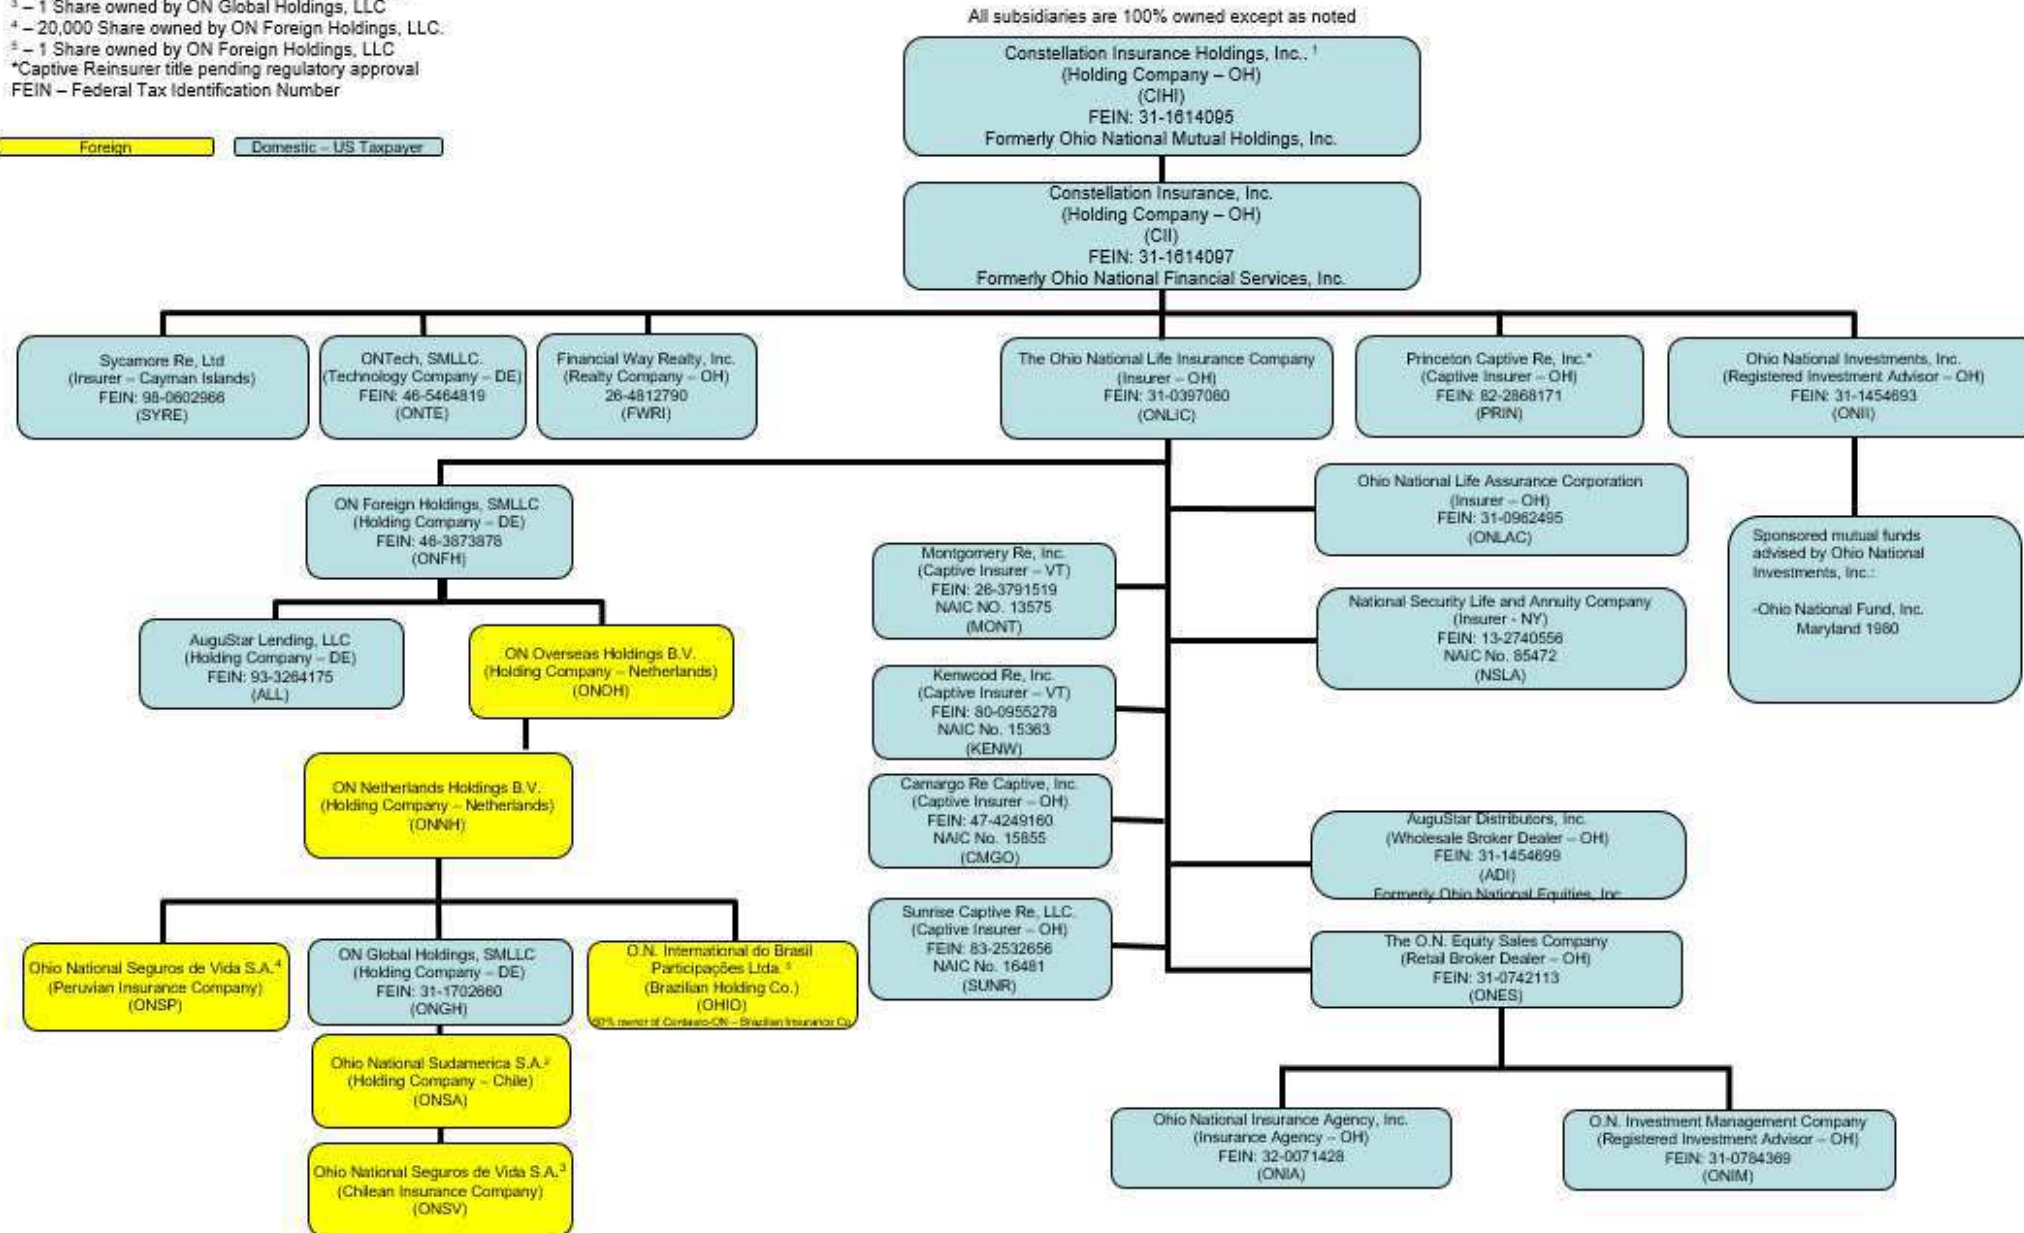 ³ – 1 Share owned by ON Global Holdings, LLC
⁴ – 20,000 Share owned by ON Foreign Holdings, LLC.
⁵ – 1 Share owned by ON Foreign Holdings, LLC
*Captive Reinsurer title pending regulatory approval
FEIN – Federal Tax Identification Number
Foreign
Domestic – US Taxpayer
All subsidiaries are 100% owned except as noted
Constellation Insurance Holdings, Inc.. ¹
(Holding Company – OH)
(CIHI)
FEIN: 31-1614095
Formerly Ohio National Mutual Holdings, Inc.
Constellation Insurance, Inc.
(Holding Company – OH)
(CII)
FEIN: 31-1614097
Formerly Ohio National Financial Services, Inc.
Sycamore Re, Ltd
(Insurer – Cayman Islands)
FEIN: 98-0602966
(SYRE)
ONTech, SMLLC.
(Technology Company – DE)
FEIN: 46-5464819
(ONTE)
Financial Way Realty, Inc.
(Realty Company – OH)
26-4812790
(FWRI)
The Ohio National Life Insurance Company
(Insurer – OH)
FEIN: 31-0397080
(ONLIC)
Princeton Captive Re, Inc.*
(Captive Insurer – OH)
FEIN: 82-2868171
(PRIN)
Ohio National Investments, Inc.
(Registered Investment Advisor – OH)
FEIN: 31-1454693
(ONII)
ON Foreign Holdings, SMLLC
(Holding Company – DE)
FEIN: 46-3873878
(ONFH)
Ohio National Life Assurance Corporation
(Insurer – OH)
FEIN: 31-0962495
(ONLAC)
Sponsored mutual funds
advised by Ohio National
Investments, Inc.:
-Ohio National Fund, Inc.
Maryland 1980
Montgomery Re, Inc.
(Captive Insurer – VT)
FEIN: 26-3791519
NAIC NO. 13575
(MONT)
National Security Life and Annuity Company
(Insurer - NY)
FEIN: 13-2740556
NAIC No. 85472
(NSLA)
AuguStar Lending, LLC
(Holding Company – DE)
FEIN: 93-3264175
(ALL)
ON Overseas Holdings B.V.
(Holding Company – Netherlands)
(ONOH)
Kenwood Re, Inc.
(Captive Insurer – VT)
FEIN: 80-0955278
NAIC No. 15363
(KENW)
ON Netherlands Holdings B.V.
(Holding Company – Netherlands)
(ONNH)
Camargo Re Captive, Inc.
(Captive Insurer – OH)
FEIN: 47-4249160
NAIC No. 15855
(CMGO)
AuguStar Distributors, Inc.
(Wholesale Broker Dealer – OH)
FEIN: 31-1454699
(ADI)
Formerly Ohio National Equities, Inc
Sunrise Captive Re, LLC.
(Captive Insurer – OH)
FEIN: 83-2532656
NAIC No. 16481
(SUNR)
The O.N. Equity Sales Company
(Retail Broker Dealer – OH)
FEIN: 31-0742113
(ONES)
Ohio National Seguros de Vida S.A.⁴
(Peruvian Insurance Company)
(ONSP)
ON Global Holdings, SMLLC
(Holding Company – DE)
FEIN: 31-1702660
(ONGH)
O.N. International do Brasil
Participações Ltda. ⁵
(Brazilian Holding Co.)
(OHIO)
50% owner of Centauro-ON – Brazilian Insurance Co.
Ohio National Sudamerica S.A.²
(Holding Company – Chile)
(ONSA)
Ohio National Seguros de Vida S.A.³
(Chilean Insurance Company)
(ONSV)
Ohio National Insurance Agency, Inc.
(Insurance Agency – OH)
FEIN: 32-0071428
(ONIA)
O.N. Investment Management Company
(Registered Investment Advisor – OH)
FEIN: 31-0784369
(ONIM)